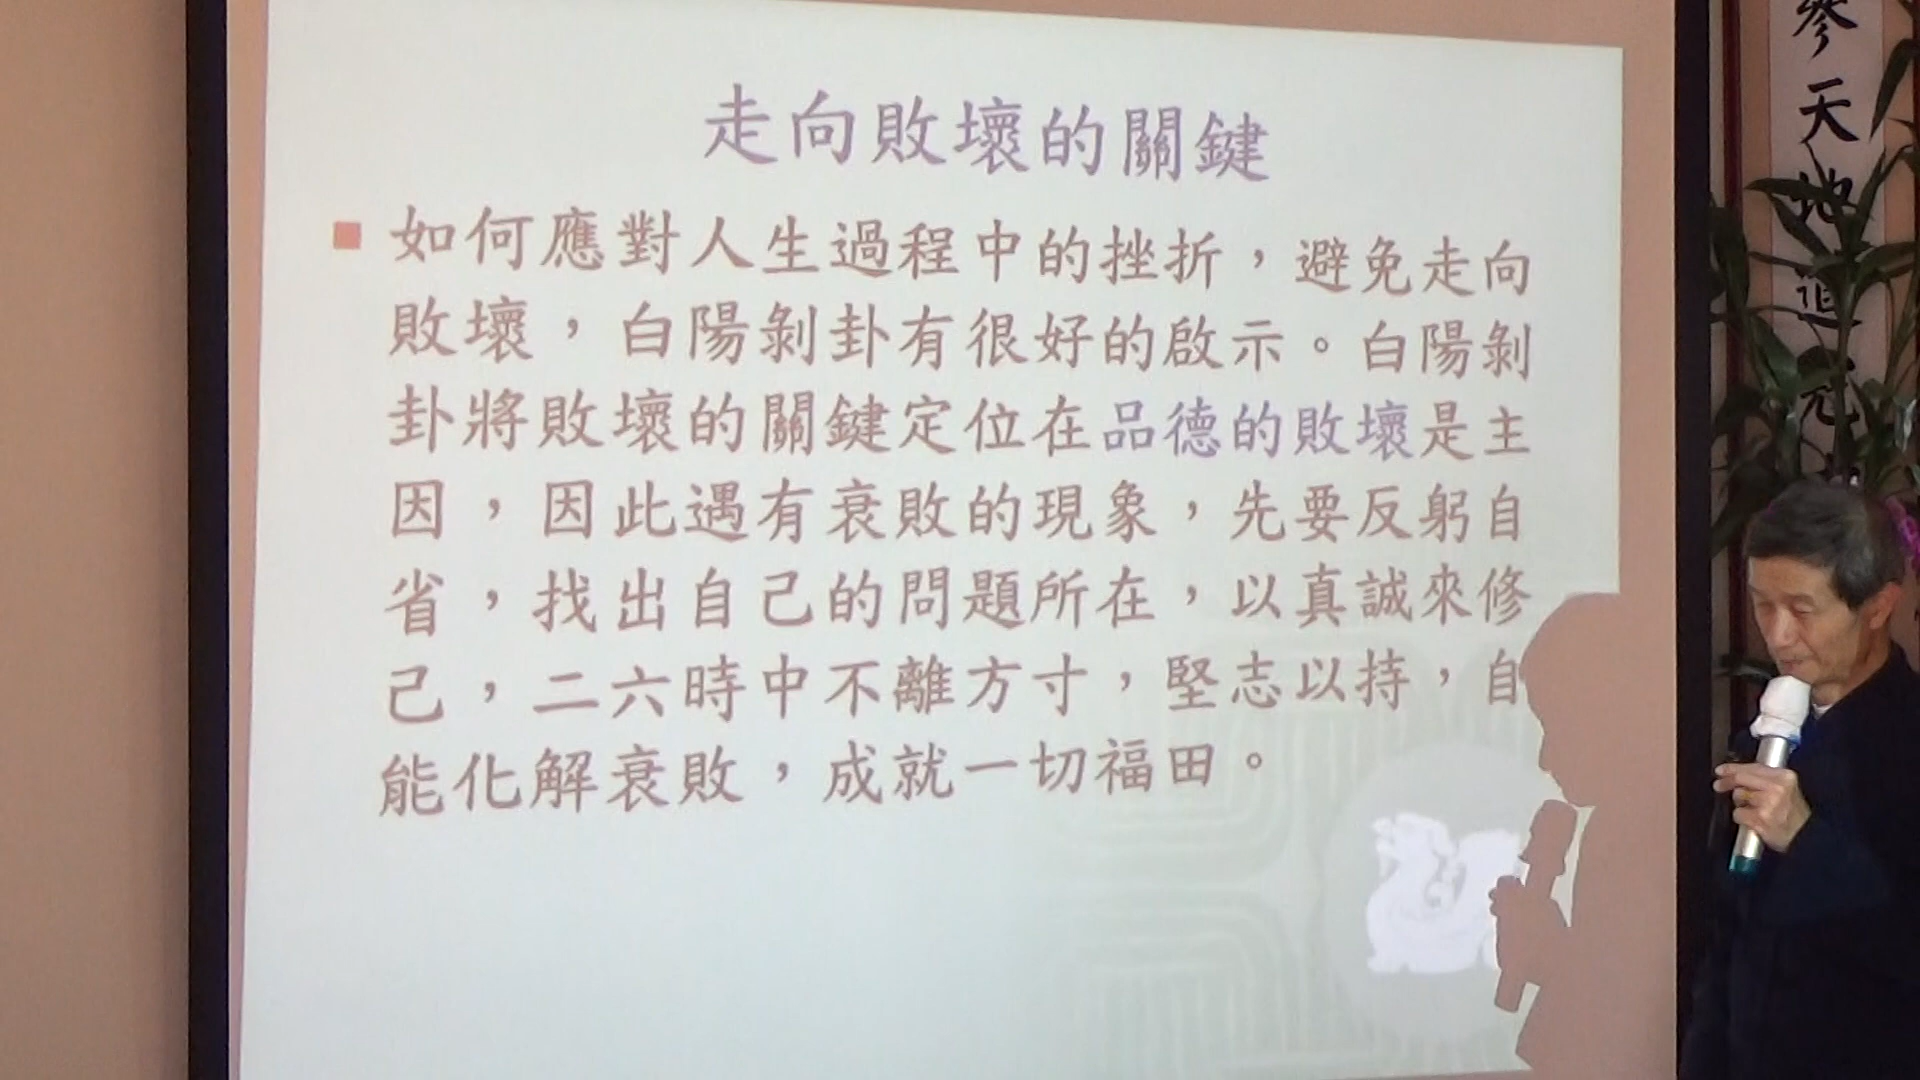 走向敗壞的關鍵
如何應對人生過程中的挫折，避免走向
敗壞，白陽剝卦有很好的啟示。白陽剝
卦將敗壞的關鍵定位在品德的敗壞是主
因，因此遇有衰敗的現象，先要反躬自
省，找出自己的問題所在，以真誠來修
己，二六時中不離方寸，堅志以持，自
能化解衰敗，成就一切福田。
參天地